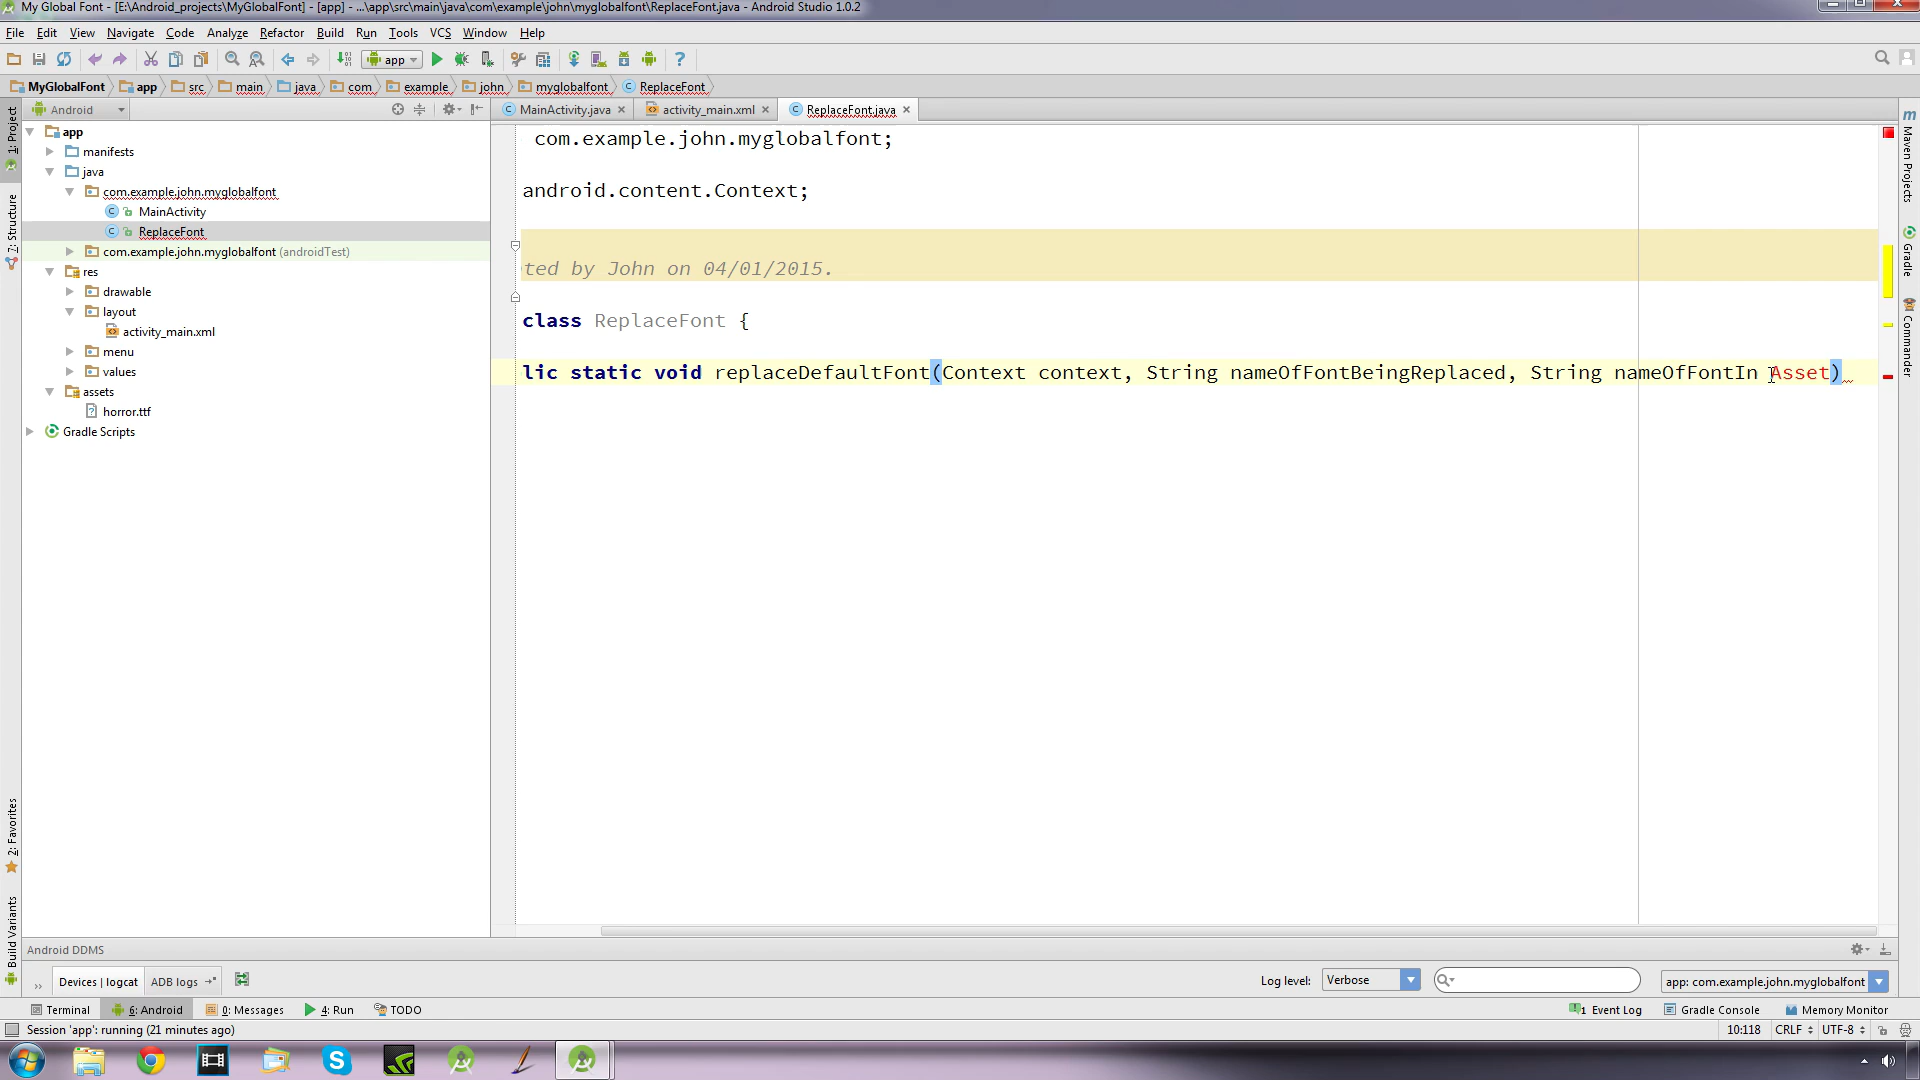 My Global Font - [E:\Android_projects\MyGlobalFont] - [app] - ...\app\src\main\java\com\example\john\myglobalfont\ReplaceFont.java - Android Studio 1.0.2
File Edit View Navigate Code Analyze Refactor Build Run Tools VCS Window Help
app
MyGlobalFont app src main java com example john myglobalfont ReplaceFont
Android MainActivity.java activity_main.xml ReplaceFont.java
1: Project
7: Structure
2: Favorites
Build Variants
app
manifests
java
com.example.john.myglobalfont
MainActivity
ReplaceFont
com.example.john.myglobalfont (androidTest)
res
drawable
layout
activity_main.xml
menu
values
assets
horror.ttf
Gradle Scripts
com.example.john.myglobalfont;
android.content.Context;
ted by John on 04/01/2015.
class ReplaceFont {
lic static void replaceDefaultFont(Context context, String nameOfFontBeingReplaced, String nameOfFontIn Asset)
m
Maven Projects
Gradle
Commander
Android DDMS
Devices | logcat ADB logs Log level: Verbose app: com.example.john.myglobalfont
Terminal 6: Android 0: Messages 4: Run TODO 1 Event Log Gradle Console Memory Monitor
Session 'app': running (21 minutes ago) 10:118 CRLF UTF-8